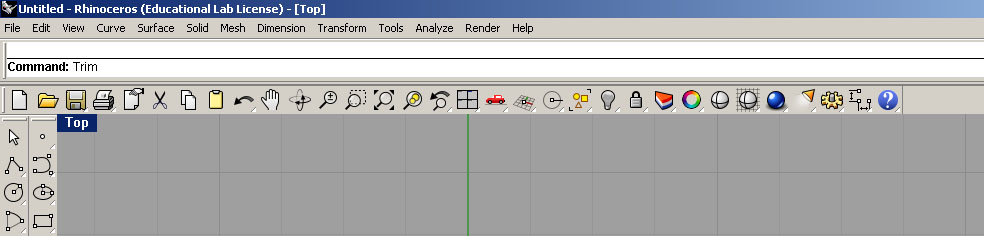 Untitled - Rhinoceros (Educational Lab License) - [Top]
File Edit View Curve Surface Solid Mesh Dimension Transform Tools Analyze Render Help
Command: Trim
?
Top